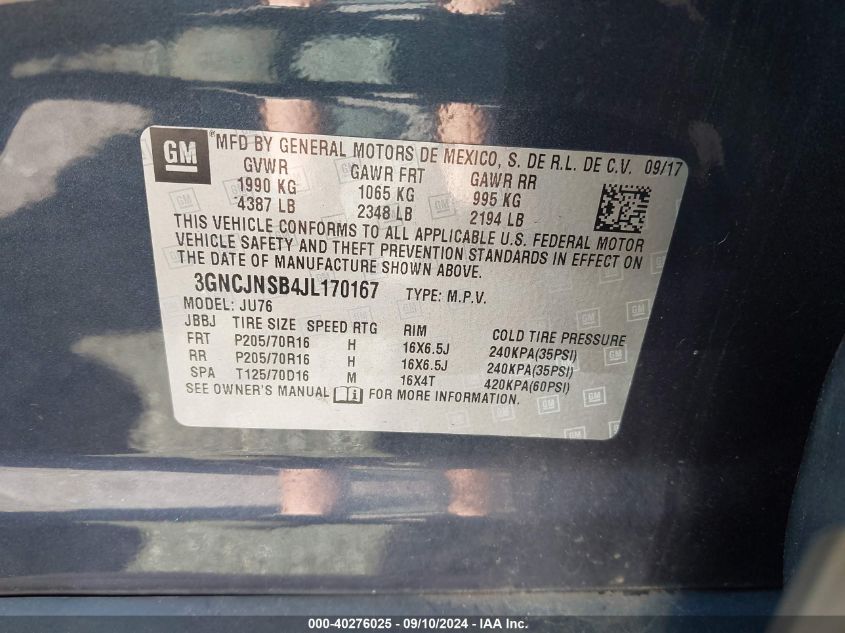 GM ®MFD BY GENERAL MOTORS DE MEXICO, S. DE R.L. DE C.V. 09/17
GVWR GAWR FRT GAWR RR
1990 KG 1065 KG 995 KG
4387 LB 2348 LB 2194 LB
THIS VEHICLE CONFORMS TO ALL APPLICABLE U.S. FEDERAL MOTOR
VEHICLE SAFETY AND THEFT PREVENTION STANDARDS IN EFFECT ON
THE DATE OF MANUFACTURE SHOWN ABOVE.
3GNCJNSB4JL170167 TYPE: M.P.V.
MODEL: JU76
JBBJ TIRE SIZE SPEED RTG RIM COLD TIRE PRESSURE
FRT P205/70R16 H 16X6.5J 240KPA(35PSI)
RR P205/70R16 H 16X6.5J 240KPA(35PSI)
SPA T125/70D16 M 16X4T 420KPA(60PSI)
SEE OWNER'S MANUAL FOR MORE INFORMATION.
000-40276025 - 09/10/2024 - IAA Inc.